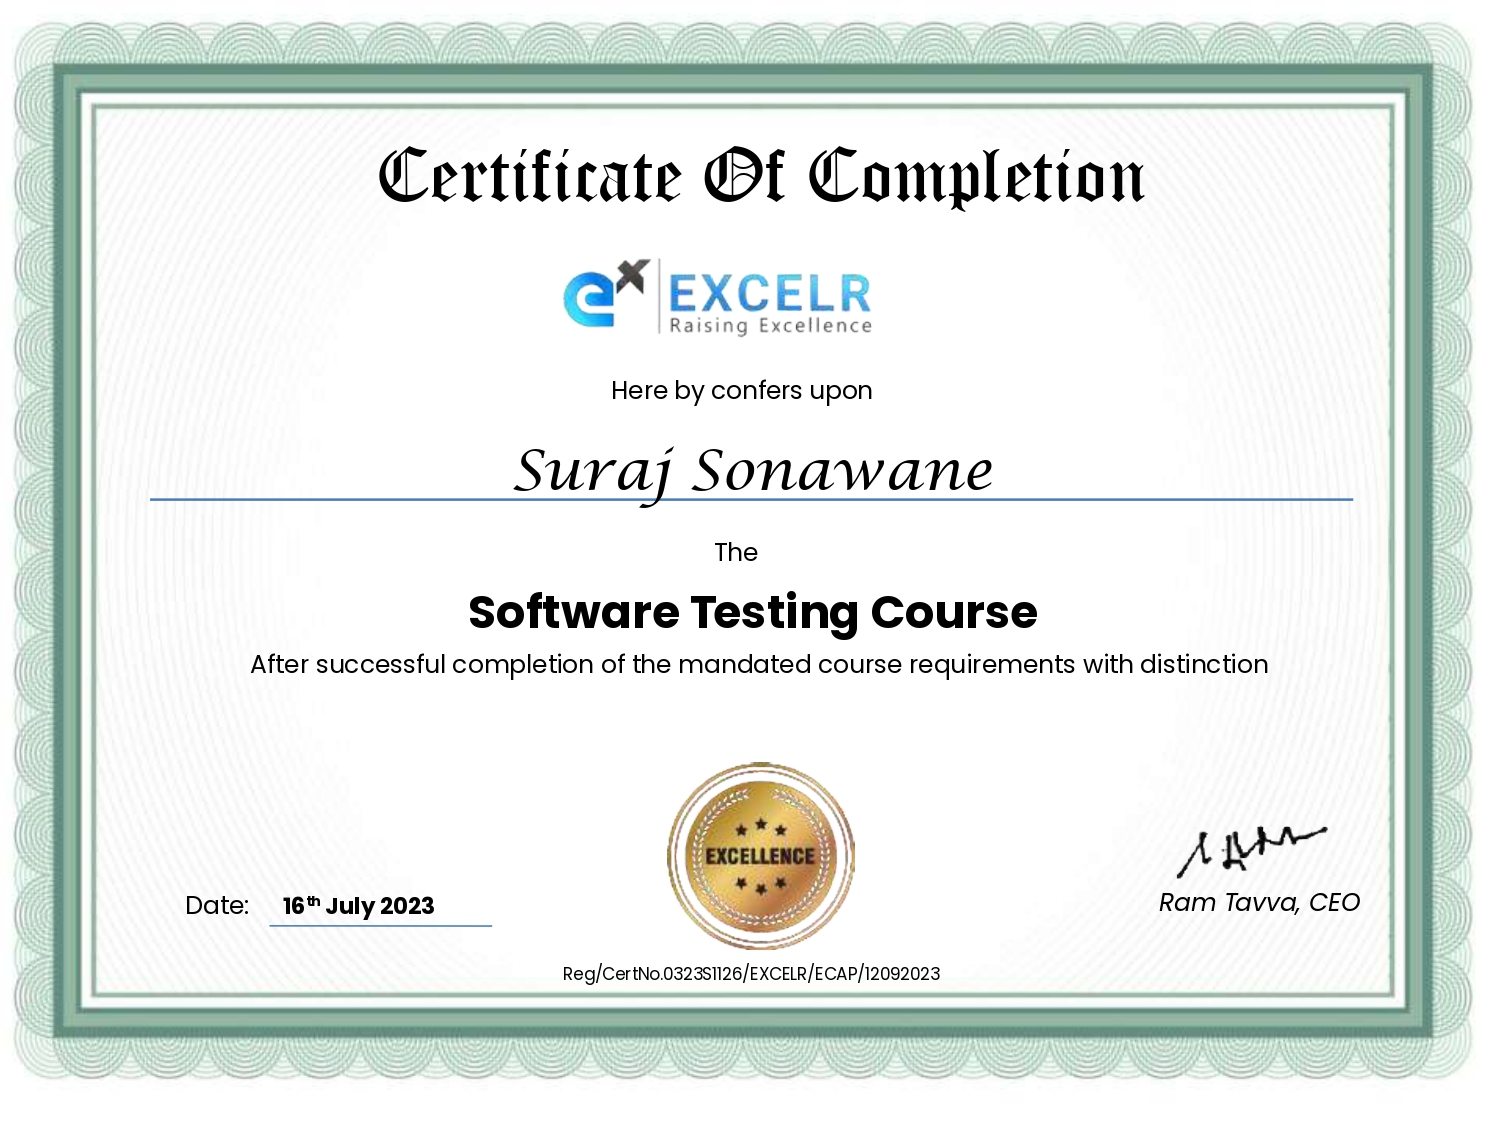 Certificate Of Completion
EXCELR
Raising Excellence
Here by confers upon
Suraj Sonawane
The
Software Testing Course
After successful completion of the mandated course requirements with distinction
EXCELLENCE
Date: 16th July 2023
Ram Tavva, CEO
Reg/CertNo.0323S1126/EXCELR/ECAP/12092023